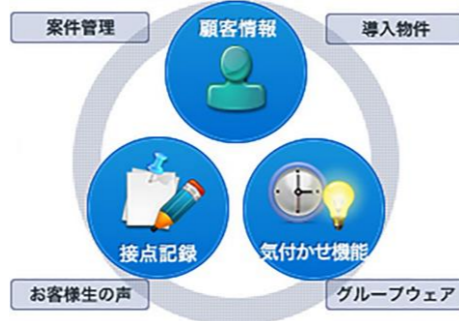 案件管理
顧客情報
導入物件
接点記録
気付かせ機能
お客様生の声
グループウェア